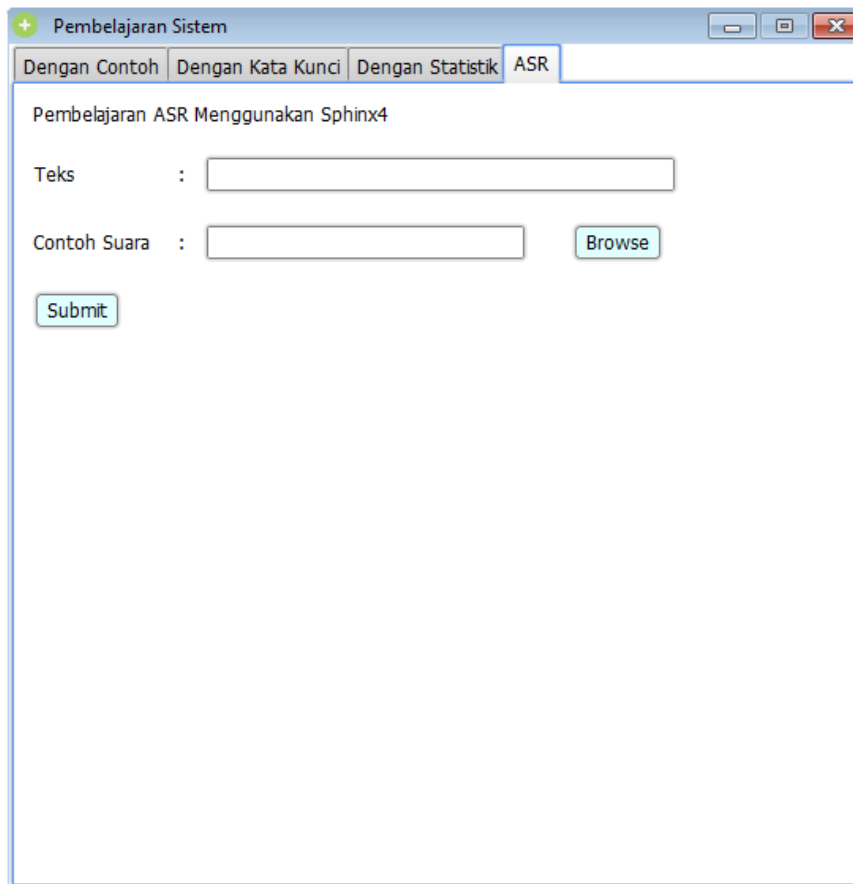 Pembelajaran Sistem
Dengan Contoh Dengan Kata Kunci Dengan Statistik ASR
Pembelajaran ASR Menggunakan Sphinx4
Teks :
Contoh Suara : Browse
Submit